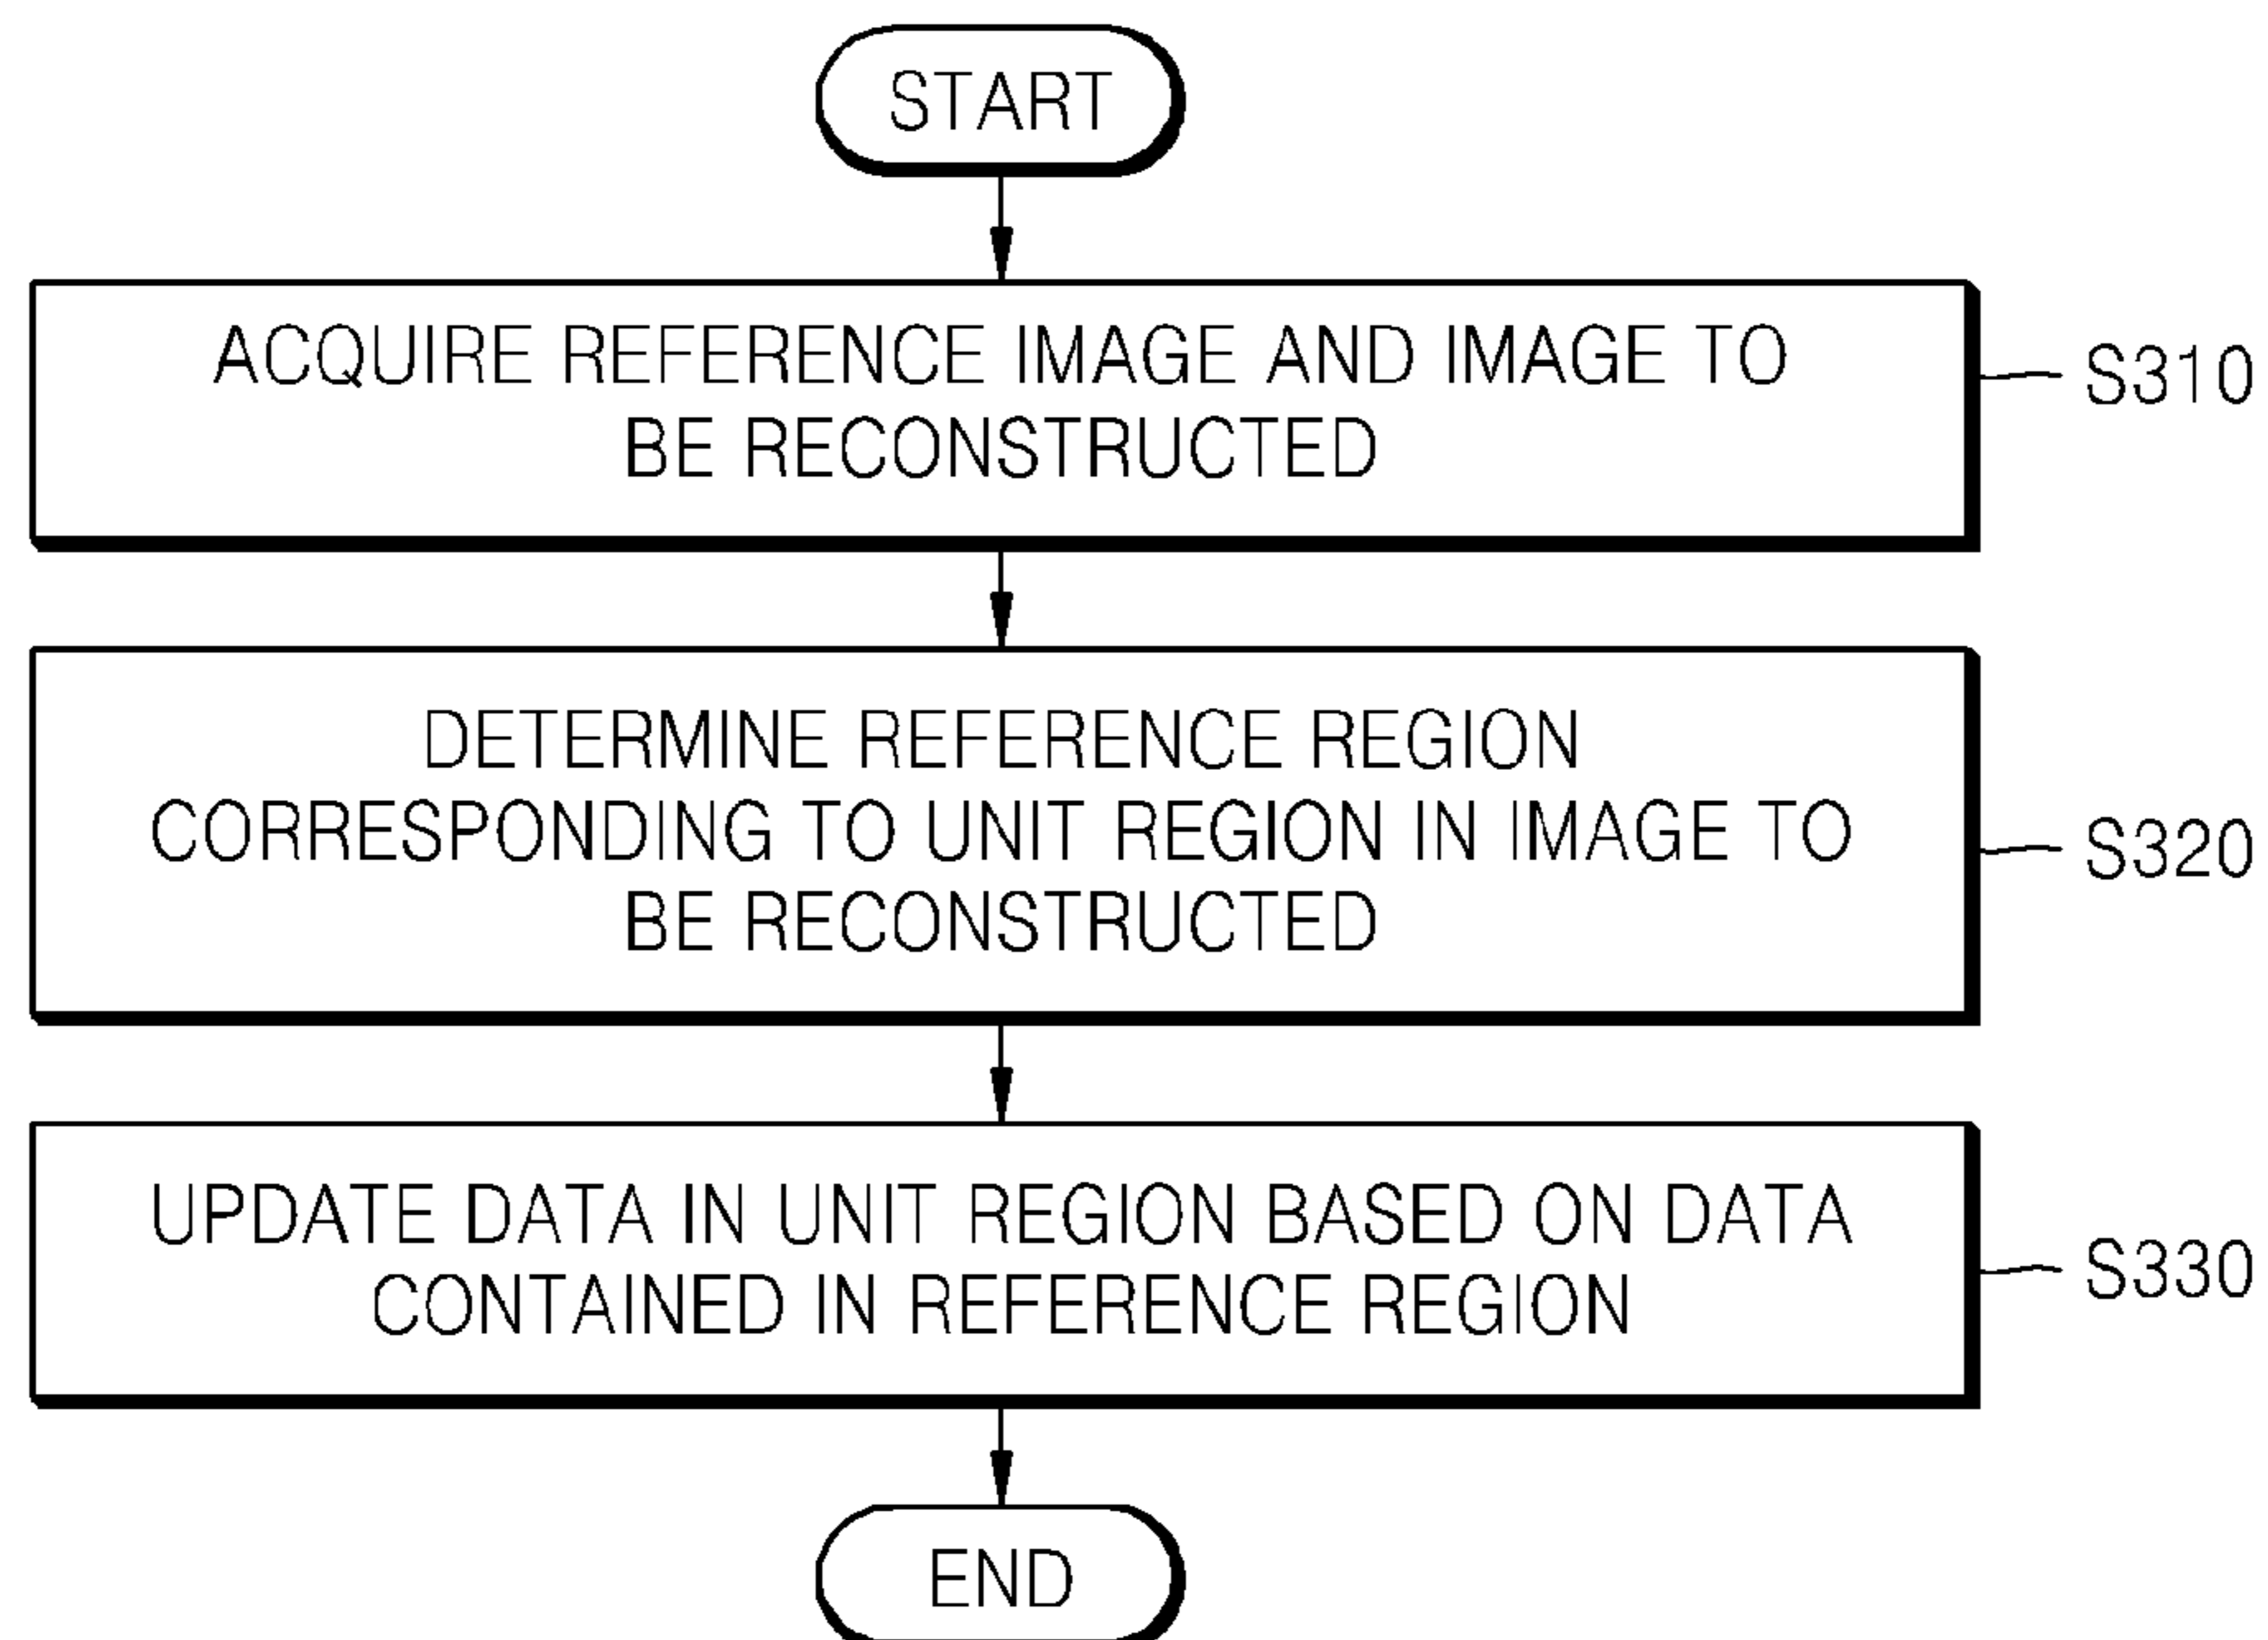 START
ACQUIRE REFERENCE IMAGE AND IMAGE TO
BE RECONSTRUCTED
S310
DETERMINE REFERENCE REGION
CORRESPONDING TO UNIT REGION IN IMAGE TO
BE RECONSTRUCTED
S320
UPDATE DATA IN UNIT REGION BASED ON DATA
CONTAINED IN REFERENCE REGION
S330
END